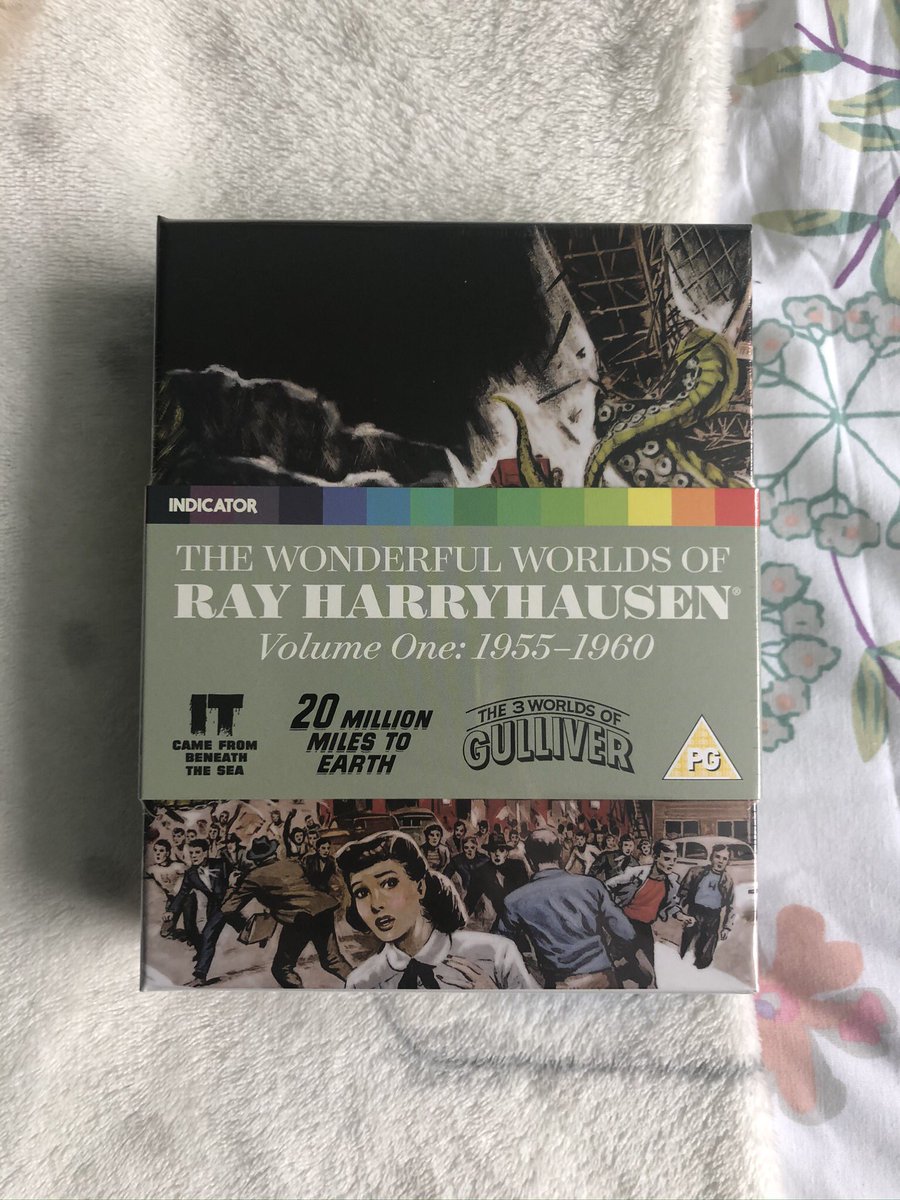 INDICATOR
THE WONDERFUL WORLDS OF
RAY HARRYHAUSEN®
Volume One: 1955–1960
IT
CAME FROM
BENEATH
THE SEA
20 MILLION
MILES TO
EARTH
THE 3 WORLDS OF
GULLIVER
PG